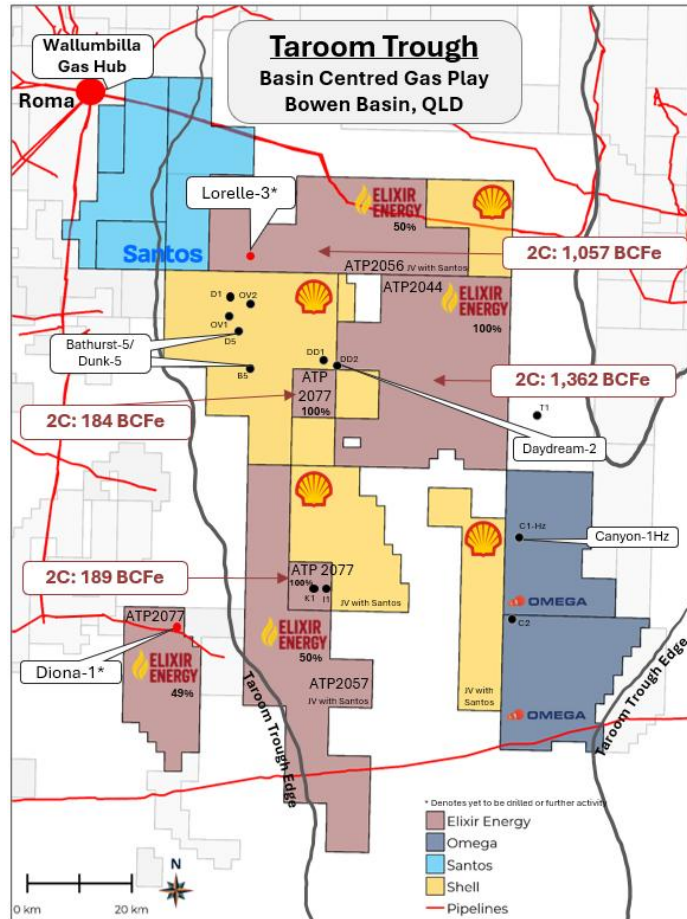 Taroom Trough
Basin Centred Gas Play
Bowen Basin, QLD
Wallumbilla
Gas Hub
Roma
Lorelle-3*
ELIXIR
ENERGY
50%
Santos
2C: 1,057 BCFe
ATP2056 JV with Santos
ATP2044
ELIXIR
ENERGY
100%
D1
OV2
OV1
D5
Bathurst-5/
Dunk-5
B5
DD1
DD2
ATP
2077
100%
2C: 1,362 BCFe
2C: 184 BCFe
T1
Daydream-2
C1-Hz
Canyon-1Hz
2C: 189 BCFe
ATP 2077
100%
K1
I1
JV with Santos
OMEGA
C2
ATP2077
Diona-1*
ELIXIR
ENERGY
49%
ELIXIR
ENERGY
50%
ATP2057
JV with Santos
JV with
Santos
OMEGA
Taroom Trough Edge
Taroom Trough Edge
* Denotes yet to be drilled or further activity
Elixir Energy
Omega
Santos
Shell
Pipelines
N
0 km
20 km